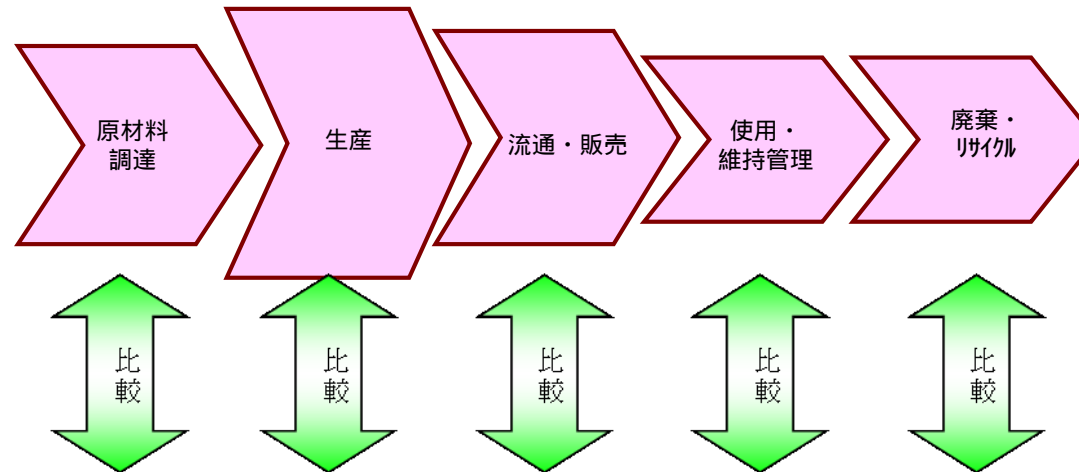 原材料
調達
生産
流通・販売
使用・
維持管理
廃棄・
ﾘｻｲｸﾙ
比
較
比
較
比
較
比
較
比
較